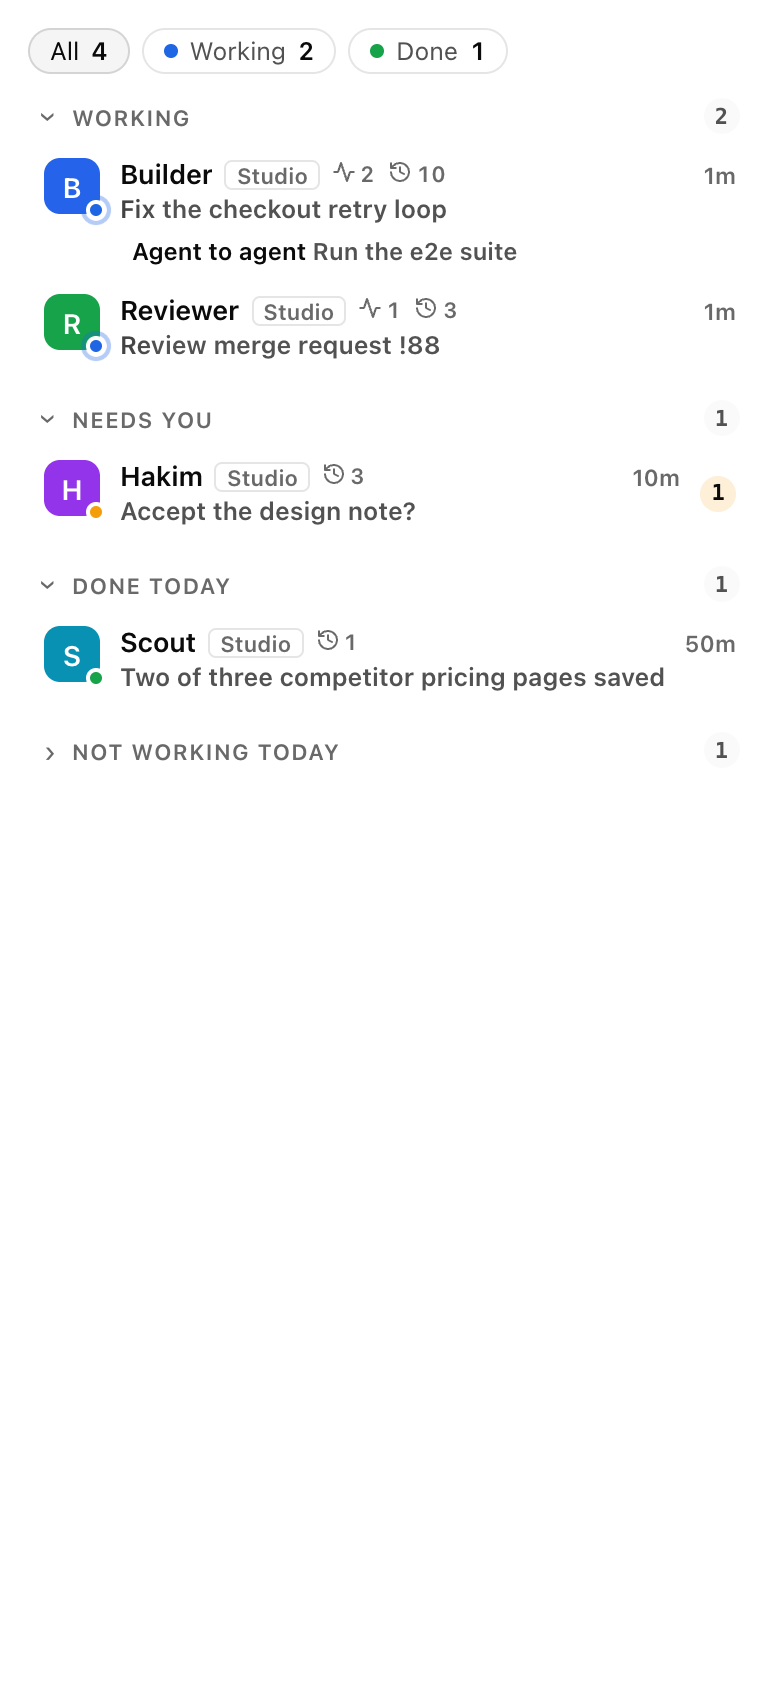 All 4 Working 2 Done 1
WORKING 2
B Builder Studio 2 10 1m
Fix the checkout retry loop
Agent to agent Run the e2e suite
R Reviewer Studio 1 3 1m
Review merge request !88
NEEDS YOU 1
H Hakim Studio 3 10m 1
Accept the design note?
DONE TODAY 1
S Scout Studio 1 50m
Two of three competitor pricing pages saved
NOT WORKING TODAY 1